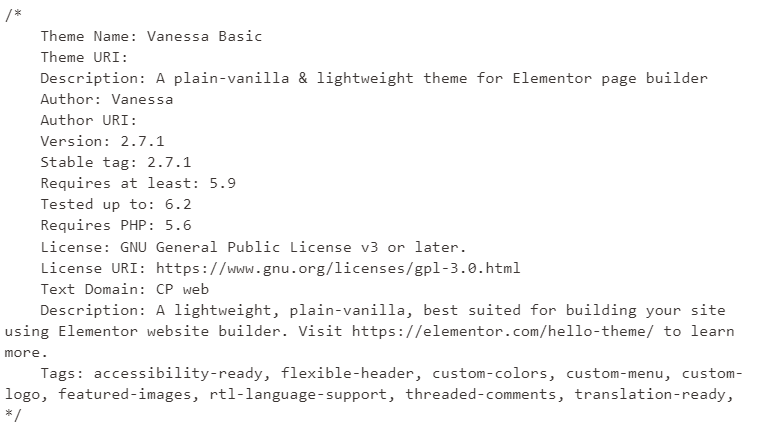 /*
Theme Name: Vanessa Basic
Theme URI:
Description: A plain-vanilla & lightweight theme for Elementor page builder
Author: Vanessa
Author URI:
Version: 2.7.1
Stable tag: 2.7.1
Requires at least: 5.9
Tested up to: 6.2
Requires PHP: 5.6
License: GNU General Public License v3 or later.
License URI: https://www.gnu.org/licenses/gpl-3.0.html
Text Domain: CP web
Description: A lightweight, plain-vanilla, best suited for building your site
using Elementor website builder. Visit https://elementor.com/hello-theme/ to learn
more.
Tags: accessibility-ready, flexible-header, custom-colors, custom-menu, custom-
logo, featured-images, rtl-language-support, threaded-comments, translation-ready,
*/